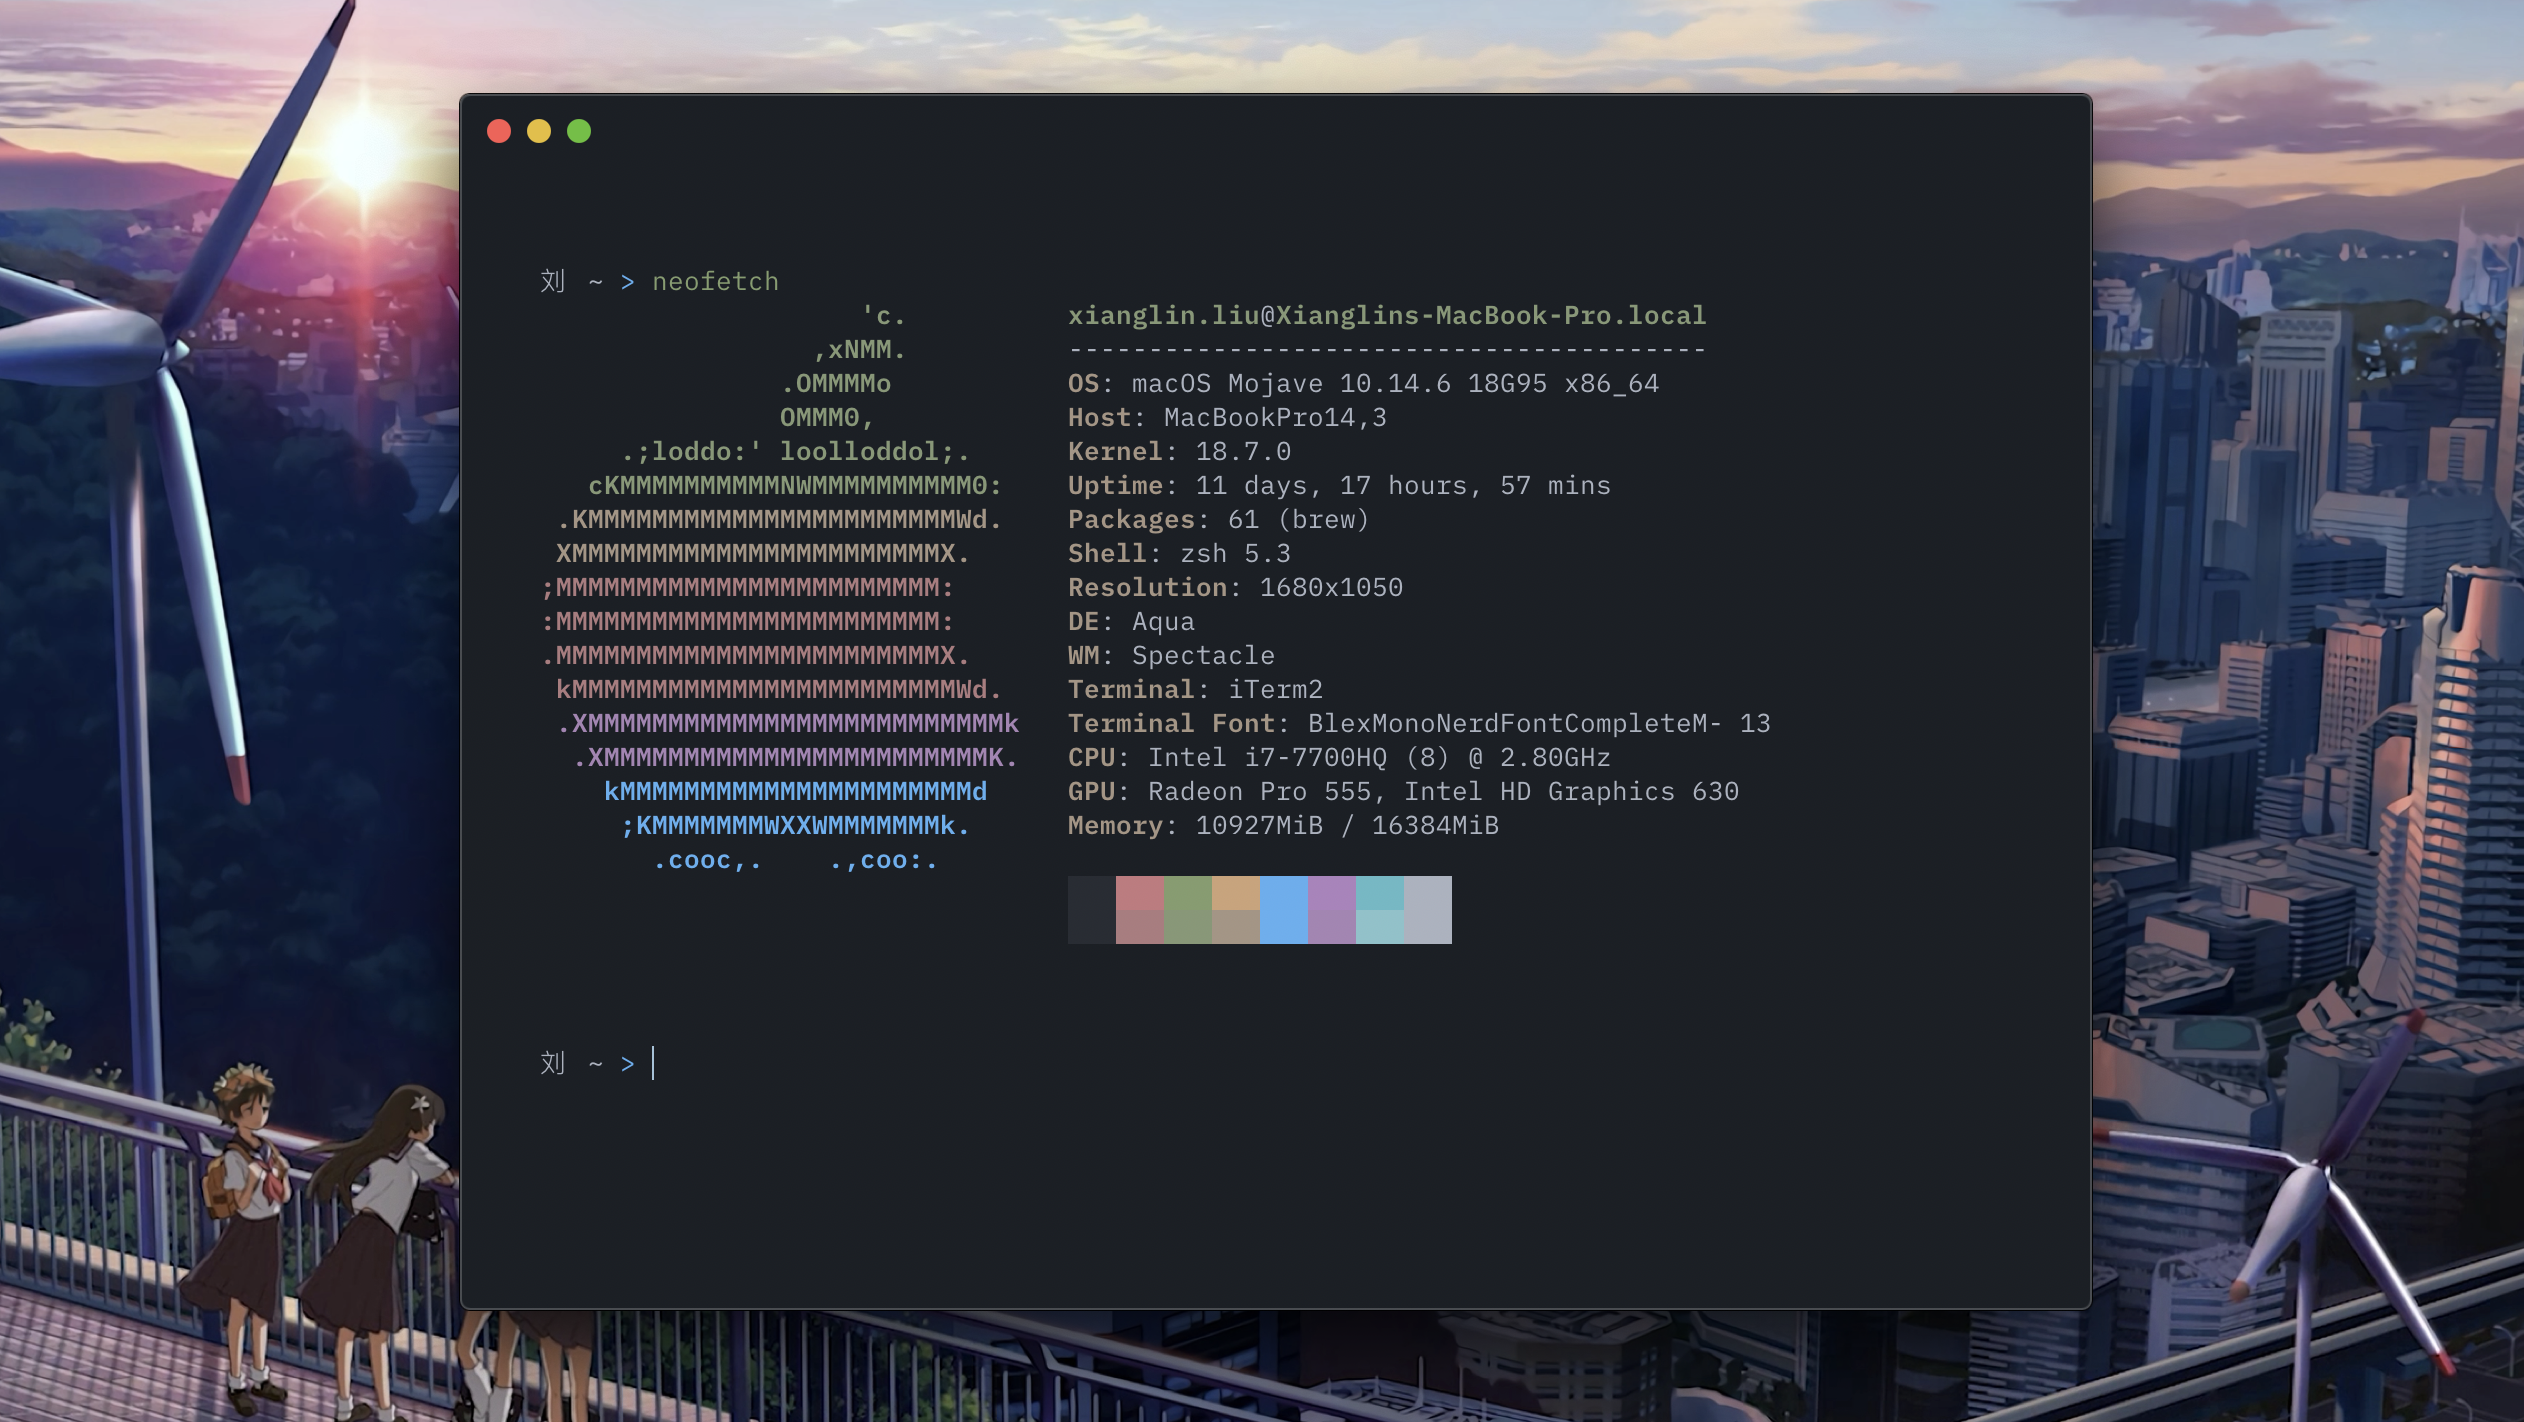 刘 ~ > neofetch
'c. xianglin.liu@Xianglins-MacBook-Pro.local
,xNMM. ----------------------------------------
.OMMMMo OS: macOS Mojave 10.14.6 18G95 x86_64
OMMM0, Host: MacBookPro14,3
.;loddo:' loolloddol;. Kernel: 18.7.0
cKMMMMMMMMMMNWMMMMMMMMMM0: Uptime: 11 days, 17 hours, 57 mins
.KMMMMMMMMMMMMMMMMMMMMMMMWd. Packages: 61 (brew)
XMMMMMMMMMMMMMMMMMMMMMMMX. Shell: zsh 5.3
;MMMMMMMMMMMMMMMMMMMMMMMM: Resolution: 1680x1050
:MMMMMMMMMMMMMMMMMMMMMMMM: DE: Aqua
.MMMMMMMMMMMMMMMMMMMMMMMMX. WM: Spectacle
kMMMMMMMMMMMMMMMMMMMMMMMMWd. Terminal: iTerm2
.XMMMMMMMMMMMMMMMMMMMMMMMMMMk Terminal Font: BlexMonoNerdFontCompleteM- 13
.XMMMMMMMMMMMMMMMMMMMMMMMMK. CPU: Intel i7-7700HQ (8) @ 2.80GHz
kMMMMMMMMMMMMMMMMMMMMMMd GPU: Radeon Pro 555, Intel HD Graphics 630
;KMMMMMMMWXXWMMMMMMMk. Memory: 10927MiB / 16384MiB
.cooc,. .,coo:.
刘 ~ >